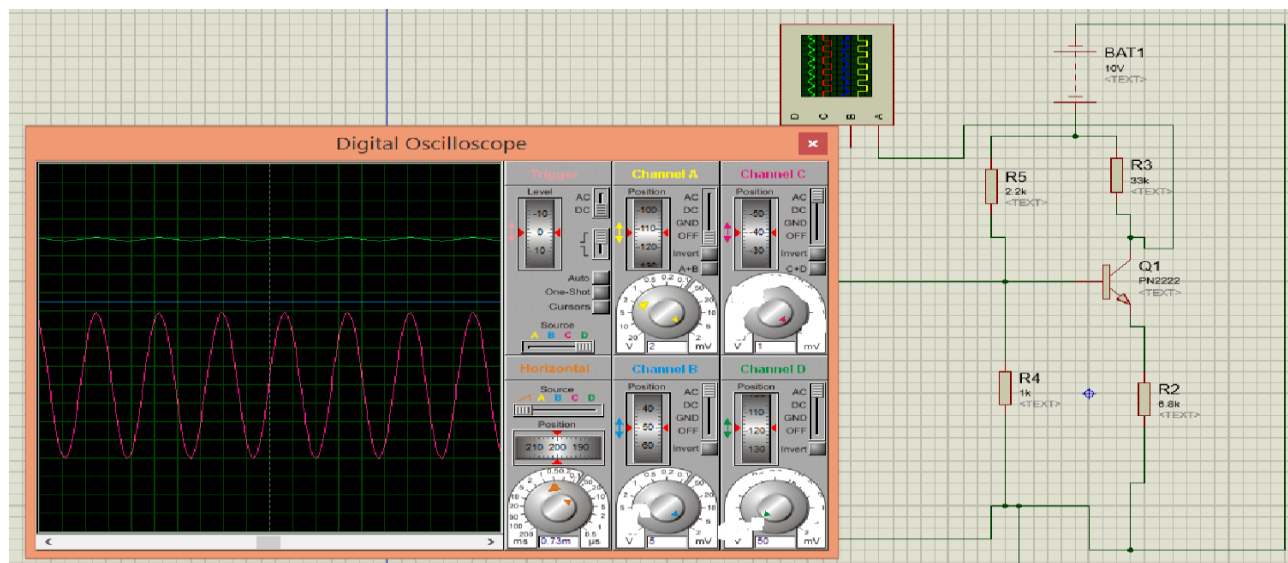 Digital Oscilloscope
Trigger
Level
-10
0
10
AC
DC
Auto
One-Shot
Cursors
Source
A B C D
Channel A
Position
-100
-110
-120
AC
DC
GND
OFF
Invert
A+B
V 2 mV
Channel C
Position
-50
-40
-30
AC
DC
GND
OFF
Invert
C+D
V 1 mV
Horizontal
Source
A B C D
Position
210 200 190
ms 0.73m µs
Channel B
Position
40
50
60
AC
DC
GND
OFF
Invert
V 5 mV
Channel D
Position
110
-120
130
AC
DC
GND
OFF
Invert
V 50 mV
D C B A
BAT1
10V
<TEXT>
R5
2.2k
<TEXT>
R3
33k
<TEXT>
Q1
PN2222
<TEXT>
R4
1k
<TEXT>
R2
6.8k
<TEXT>